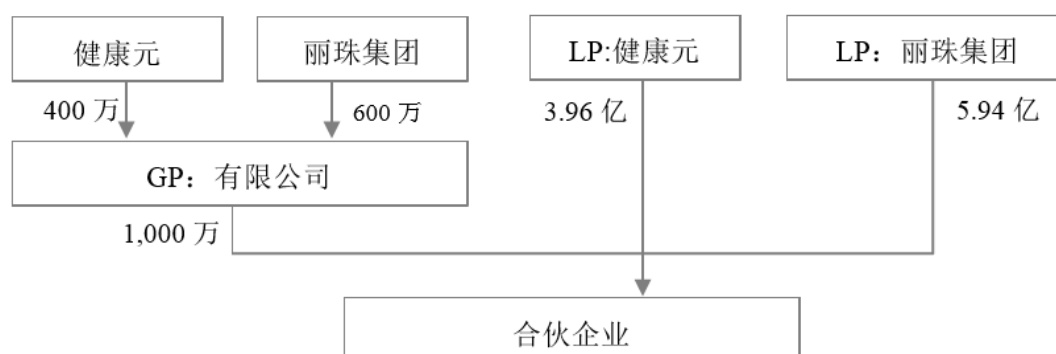 健康元
丽珠集团
LP:健康元
LP：丽珠集团
400 万
600 万
3.96 亿
5.94 亿
GP：有限公司
1,000 万
合伙企业